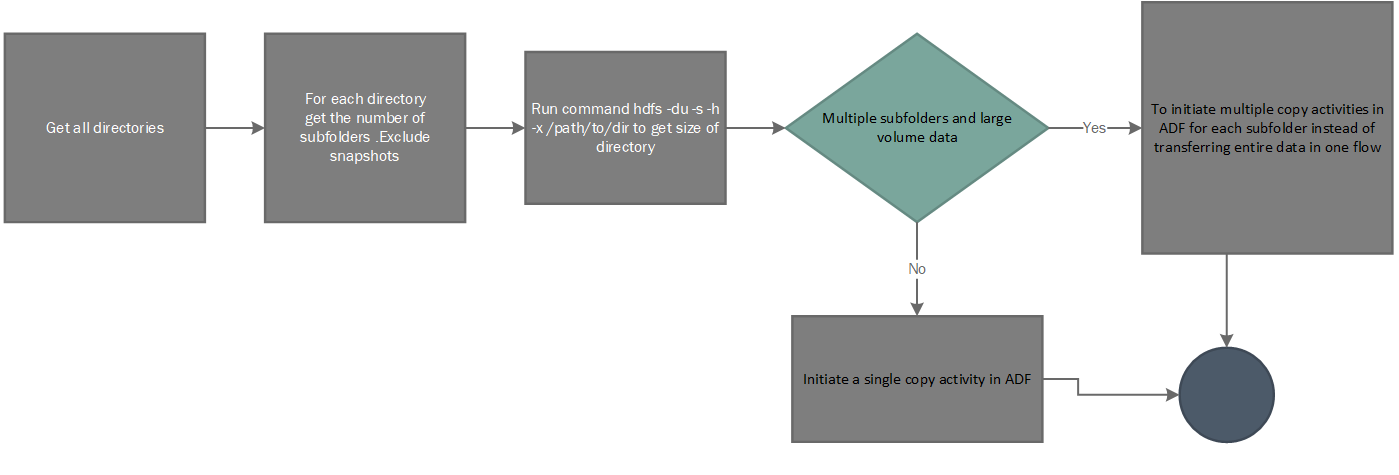 Get all directories
For each directory
get the number of
subfolders .Exclude
snapshots
Run command hdfs -du -s -h
-x /path/to/dir to get size of
directory
Multiple subfolders and large
volume data
Yes
To initiate multiple copy activities in
ADF for each subfolder instead of
transferring entire data in one flow
No
Initiate a single copy activity in ADF